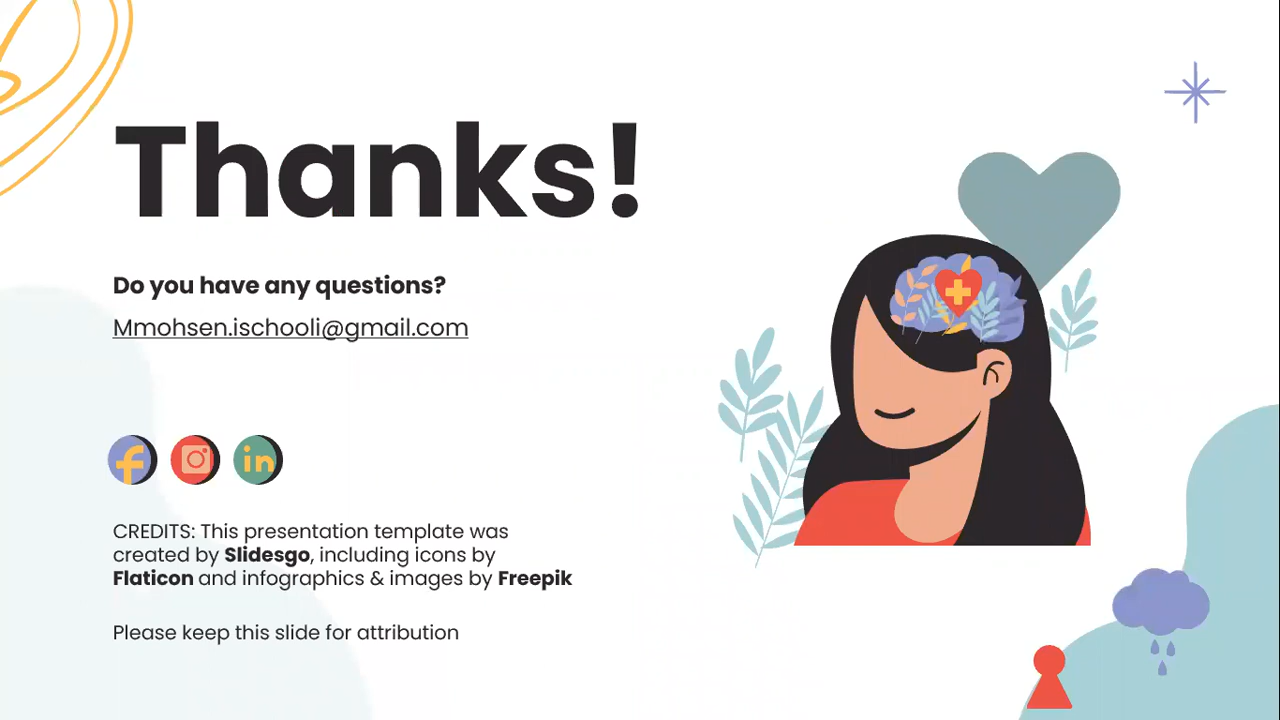 Thanks!
Do you have any questions?
Mmohsen.ischooli@gmail.com
CREDITS: This presentation template was
created by Slidesgo, including icons by
Flaticon and infographics & images by Freepik
Please keep this slide for attribution